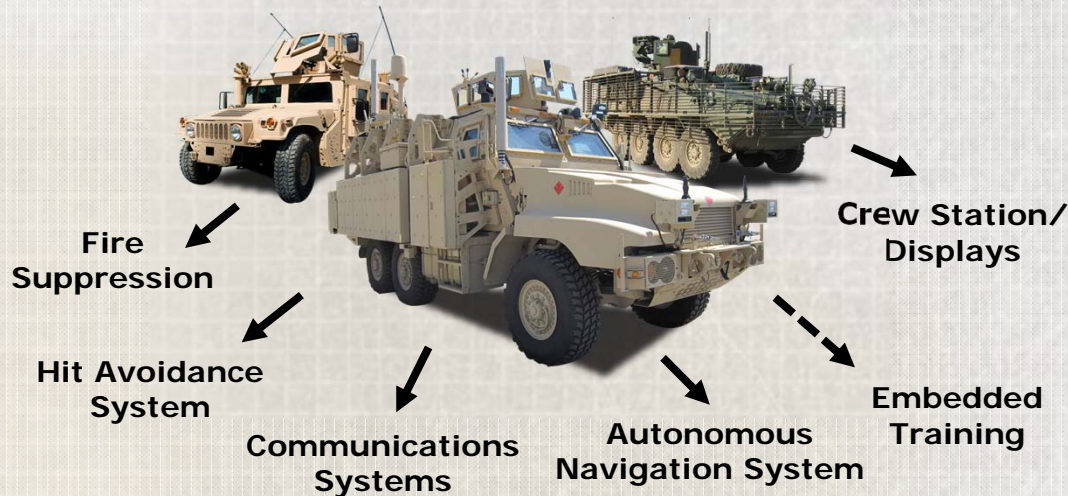 Crew Station/
Displays
Fire
Suppression
Hit Avoidance
System
Embedded
Training
Communications
Systems
Autonomous
Navigation System